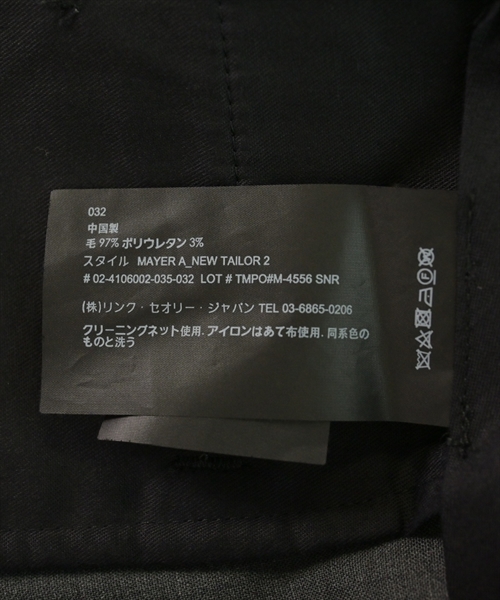 032
中国製
毛 97% ポリウレタン 3%
スタイル MAYER A_NEW TAILOR 2
# 02-4106002-035-032 LOT # TMPO#M-4556 SNR
(株)リンク・セオリー・ジャパン TEL 03-6865-0206
クリーニングネット使用. アイロンはあて布使用. 同系色の
ものと洗う